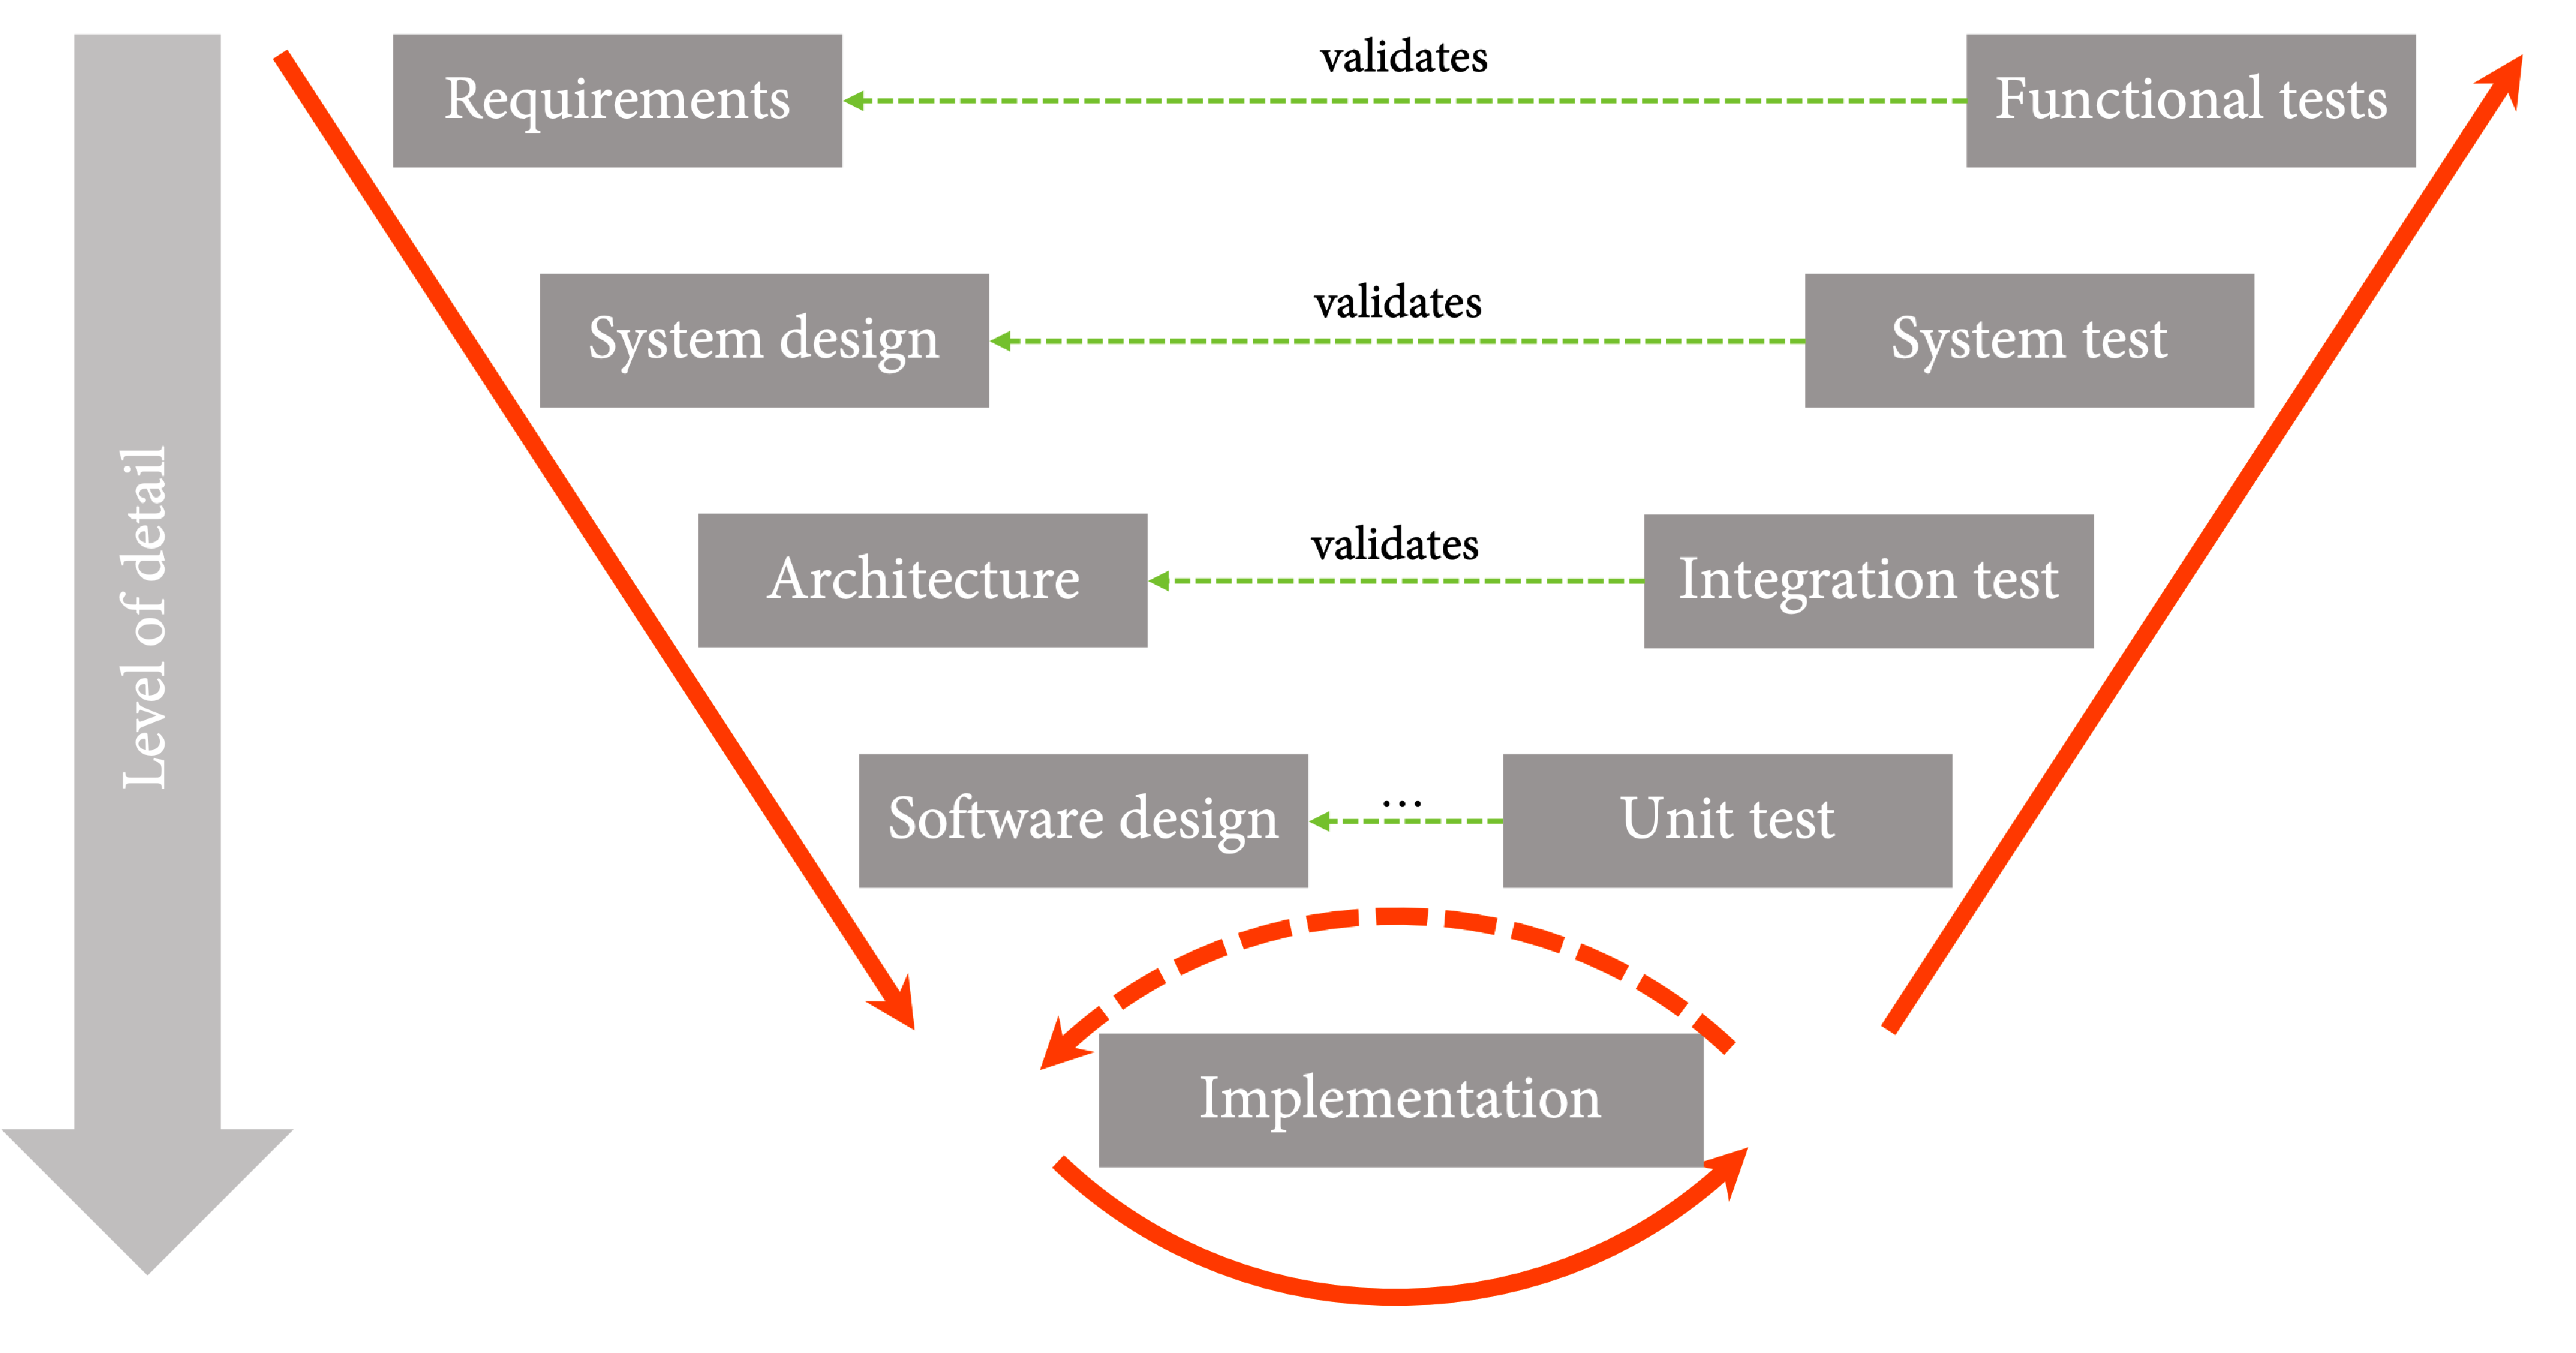 validates
Requirements
Functional tests
validates
System design
System test
validates
Architecture
Integration test
Level of detail
...
Software design
Unit test
Implementation